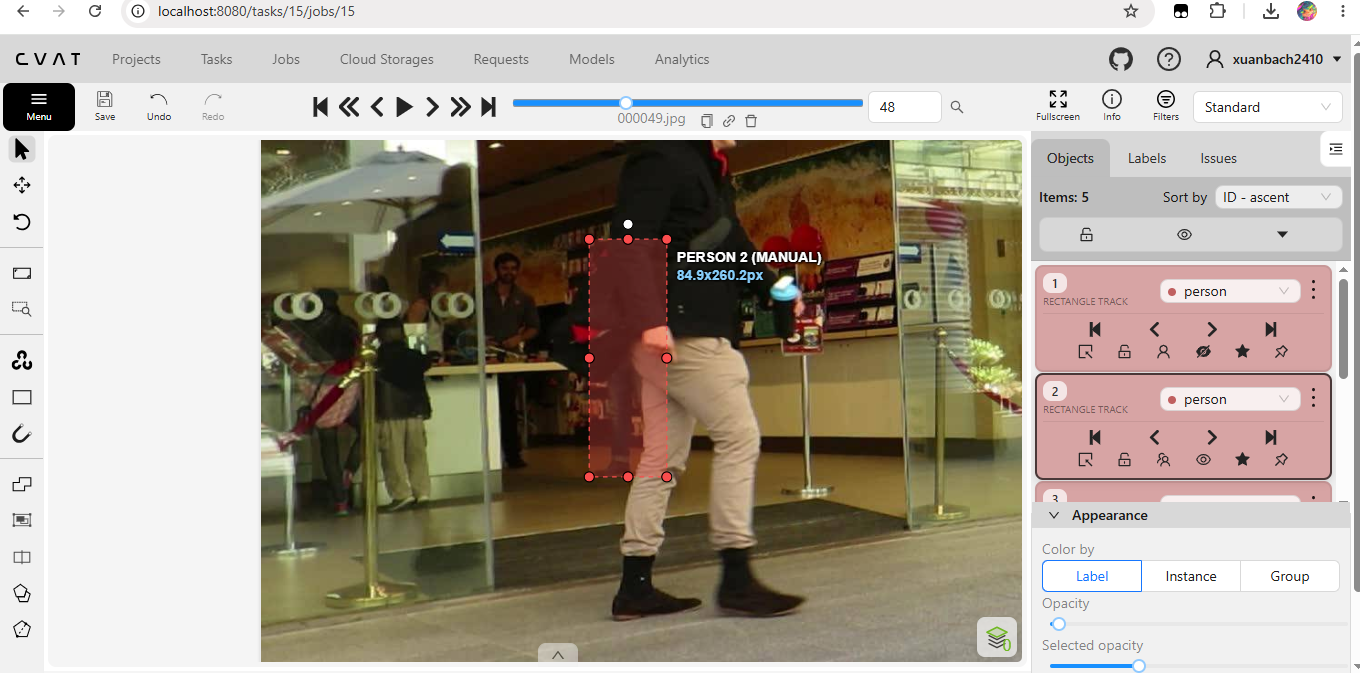 localhost:8080/tasks/15/jobs/15
CVAT
Projects
Tasks
Jobs
Cloud Storages
Requests
Models
Analytics
xuanbach2410
Menu
Save
Undo
Redo
000049.jpg
48
Fullscreen
Info
Filters
Standard
PERSON 2 (MANUAL)
84.9x260.2px
Objects
Labels
Issues
Items: 5
Sort by
ID - ascent
1
RECTANGLE TRACK
person
2
RECTANGLE TRACK
person
3
Appearance
Color by
Label
Instance
Group
Opacity
Selected opacity
0